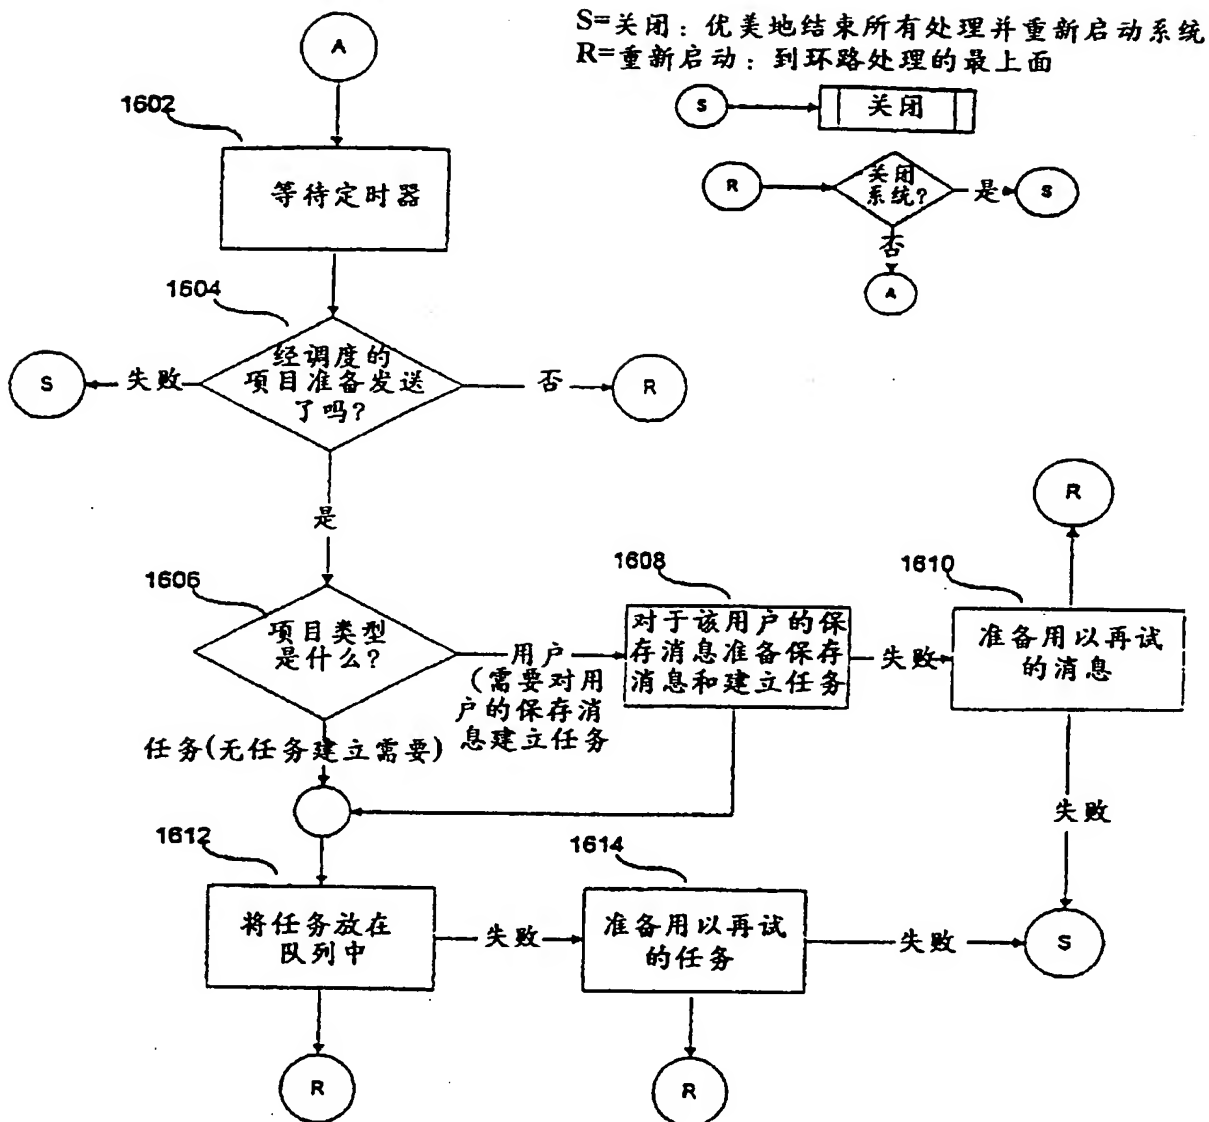 S=关闭：优美地结束所有处理并重新启动系统
R=重新启动：到环路处理的最上面
A
1602
S
关闭
等待定时器
R
关闭
系统？
是
S
否
A
1604
经调度的
项目准备发送
了吗？
S
失败
否
R
是
R
1606
1608
1610
项目类型
是什么？
用户
（需要对用
户的保存消
息建立任务
对于该用户的保
存消息准备保存
消息和建立任务
失败
准备用以再试
的消息
任务(无任务建立需要)
失败
1612
1614
将任务放在
队列中
失败
准备用以再试
的任务
失败
S
R
R